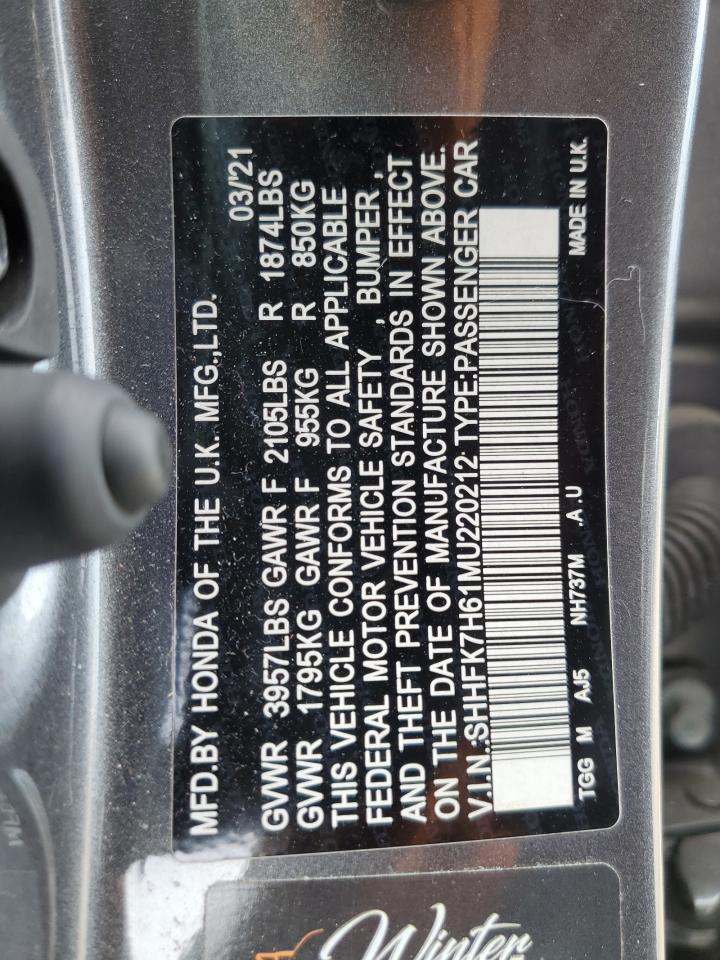 MFD.BY HONDA OF THE U.K. MFG.,LTD. 03/'21
GVWR 3957LBS GAWR F 2105LBS R 1874LBS
GVWR 1795KG GAWR F 955KG R 850KG
THIS VEHICLE CONFORMS TO ALL APPLICABLE
FEDERAL MOTOR VEHICLE SAFETY , BUMPER ,
AND THEFT PREVENTION STANDARDS IN EFFECT
ON THE DATE OF MANUFACTURE SHOWN ABOVE.
V.I.N.:SHHFK7H61MU220212 TYPE:PASSENGER CAR
TGG M AJ5 NH737M .A .U MADE IN U.K.
Winter